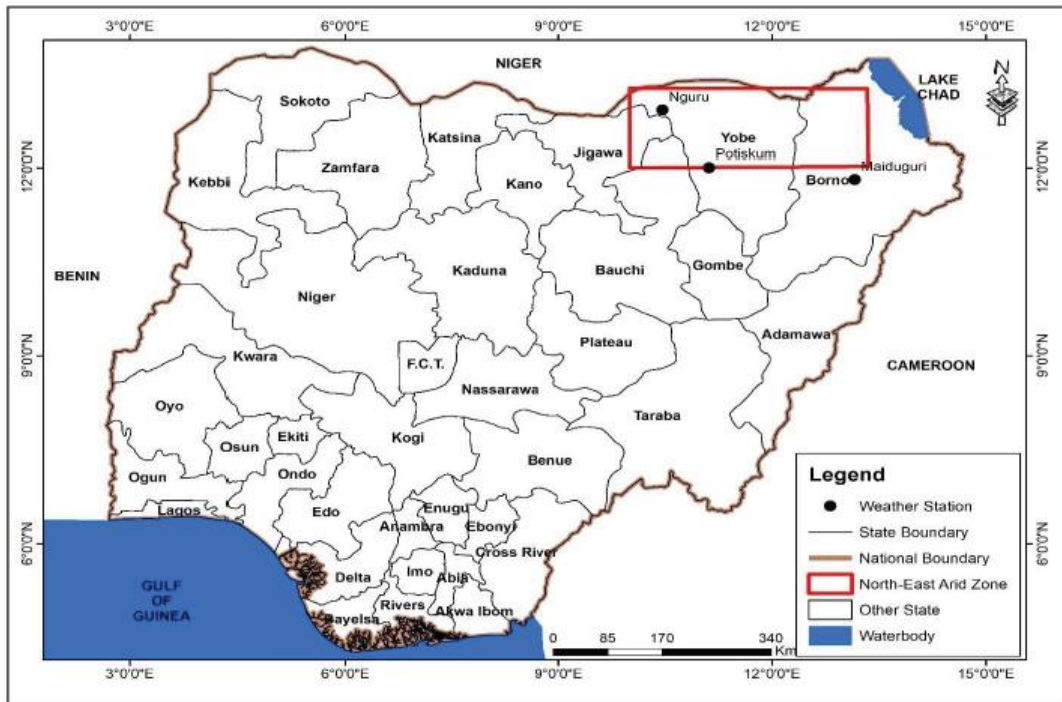 3°0'0"E 6°0'0"E 9°0'0"E 12°0'0"E 15°0'0"E
NIGER
N
LAKE
CHAD
Sokoto
Nguru
Katsina
Yobe
Jigawa
Potiskum
12°0'0"N
Zamfara
Kano
Maiduguri
12°0'0"N
Kebbi
Borno
BENIN
Kaduna
Bauchi
Gombe
Niger
Adamawa
Plateau
9°0'0"N
Kwara
F.C.T.
CAMEROON
9°0'0"N
Nassarawa
Oyo
Taraba
Ekiti
Kogi
Osun
Benue
Ogun
Ondo
Legend
Lagos
Enugu
Weather Station
Edo
Anambra
Ebonyi
State Boundary
6°0'0"N
Cross River
6°0'0"N
National Boundary
Delta
Imo
Abia
North-East Arid Zone
GULF
OF
GUINEA
Rivers
Akwa Ibom
Other State
Bayelsa
Waterbody
0 85 170 340
Km
3°0'0"E 6°0'0"E 9°0'0"E 12°0'0"E 15°0'0"E